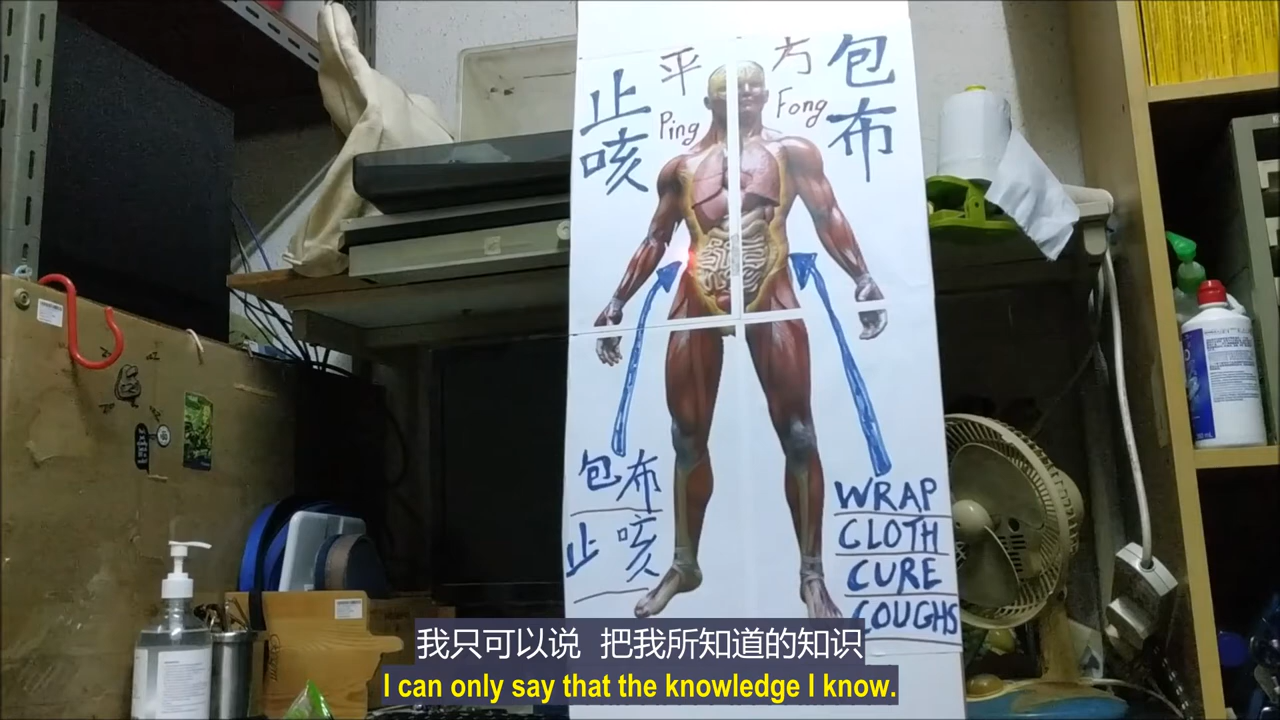 平 方
Ping Fong
止咳
包布
包布
止咳
WRAP
CLOTH
CURE
COUGHS
我只可以说 把我所知道的知识
I can only say that the knowledge I know.